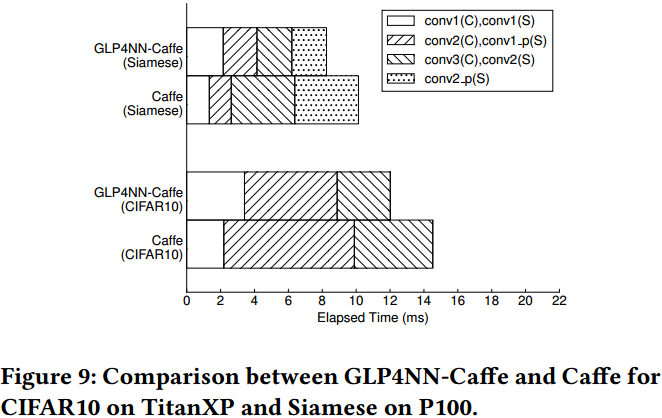 conv1(C),conv1(S)
conv2(C),conv1_p(S)
conv3(C),conv2(S)
conv2_p(S)
GLP4NN-Caffe
(Siamese)
Caffe
(Siamese)
GLP4NN-Caffe
(CIFAR10)
Caffe
(CIFAR10)
0 2 4 6 8 10 12 14 16 18 20 22
Elapsed Time (ms)
Figure 9: Comparison between GLP4NN-Caffe and Caffe for
CIFAR10 on TitanXP and Siamese on P100.